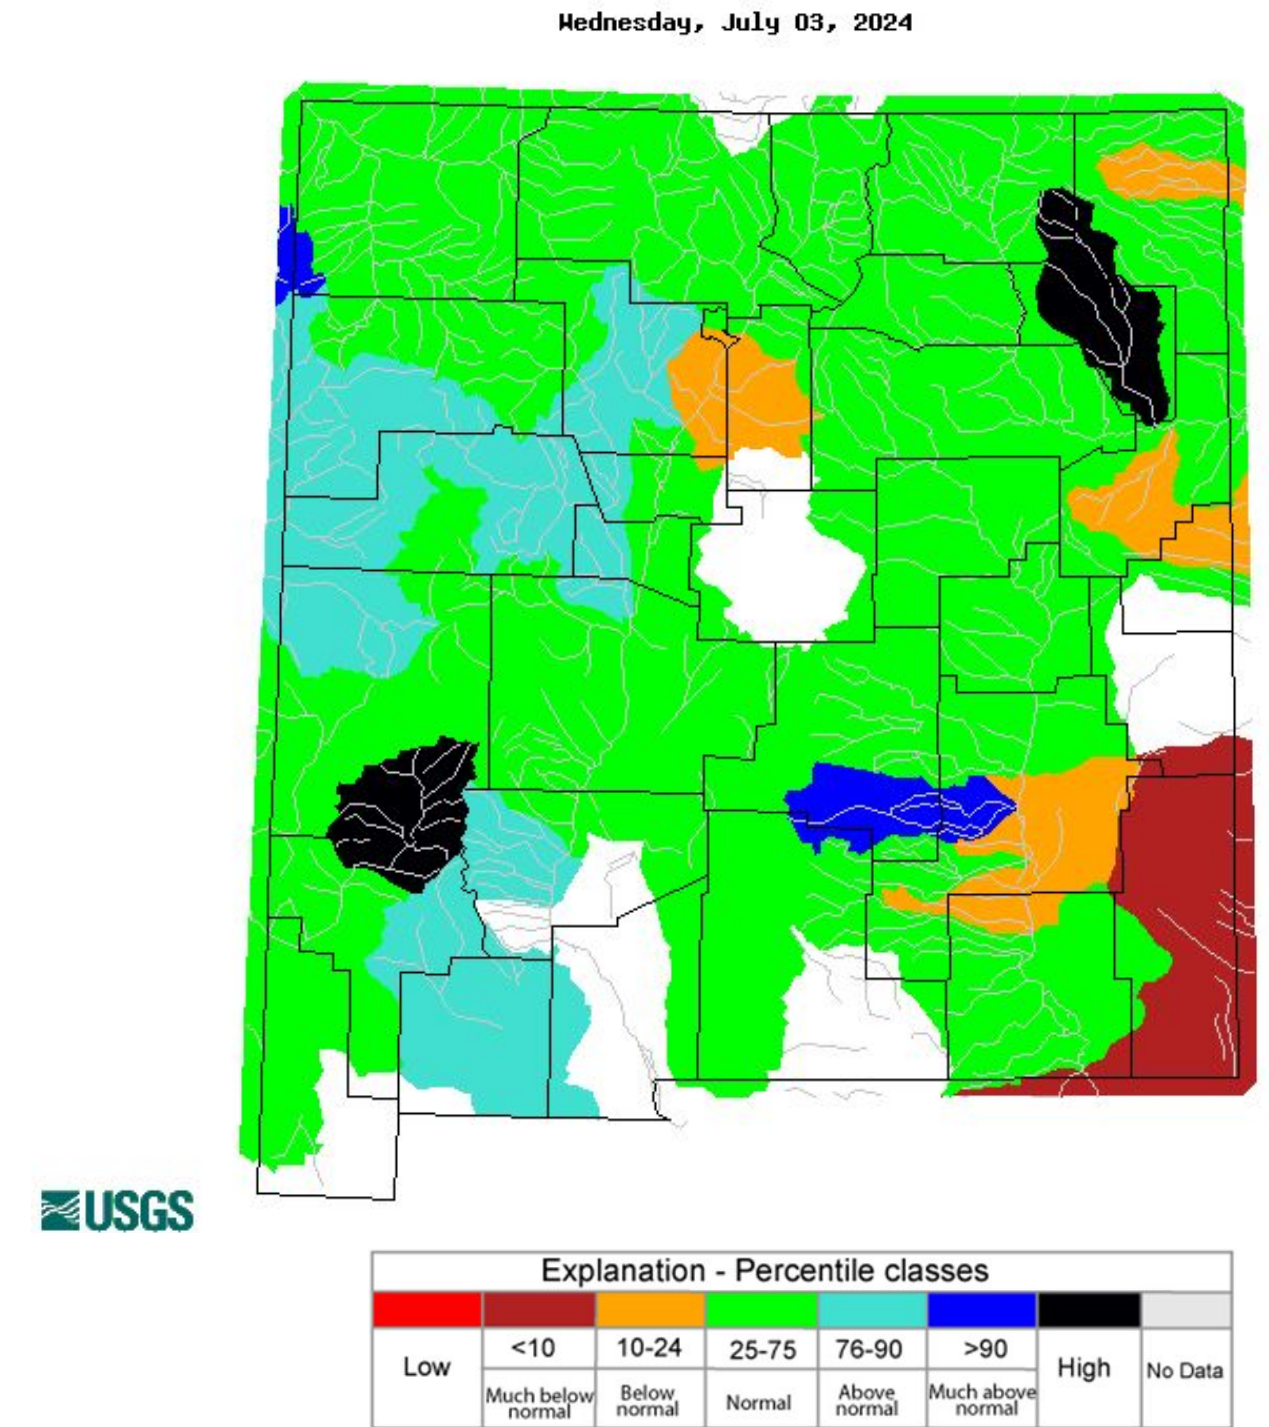 Wednesday, July 03, 2024
USGS
Explanation - Percentile classes
Low
<10
10-24
25-75
76-90
>90
High
No Data
Much below normal
Below normal
Normal
Above normal
Much above normal